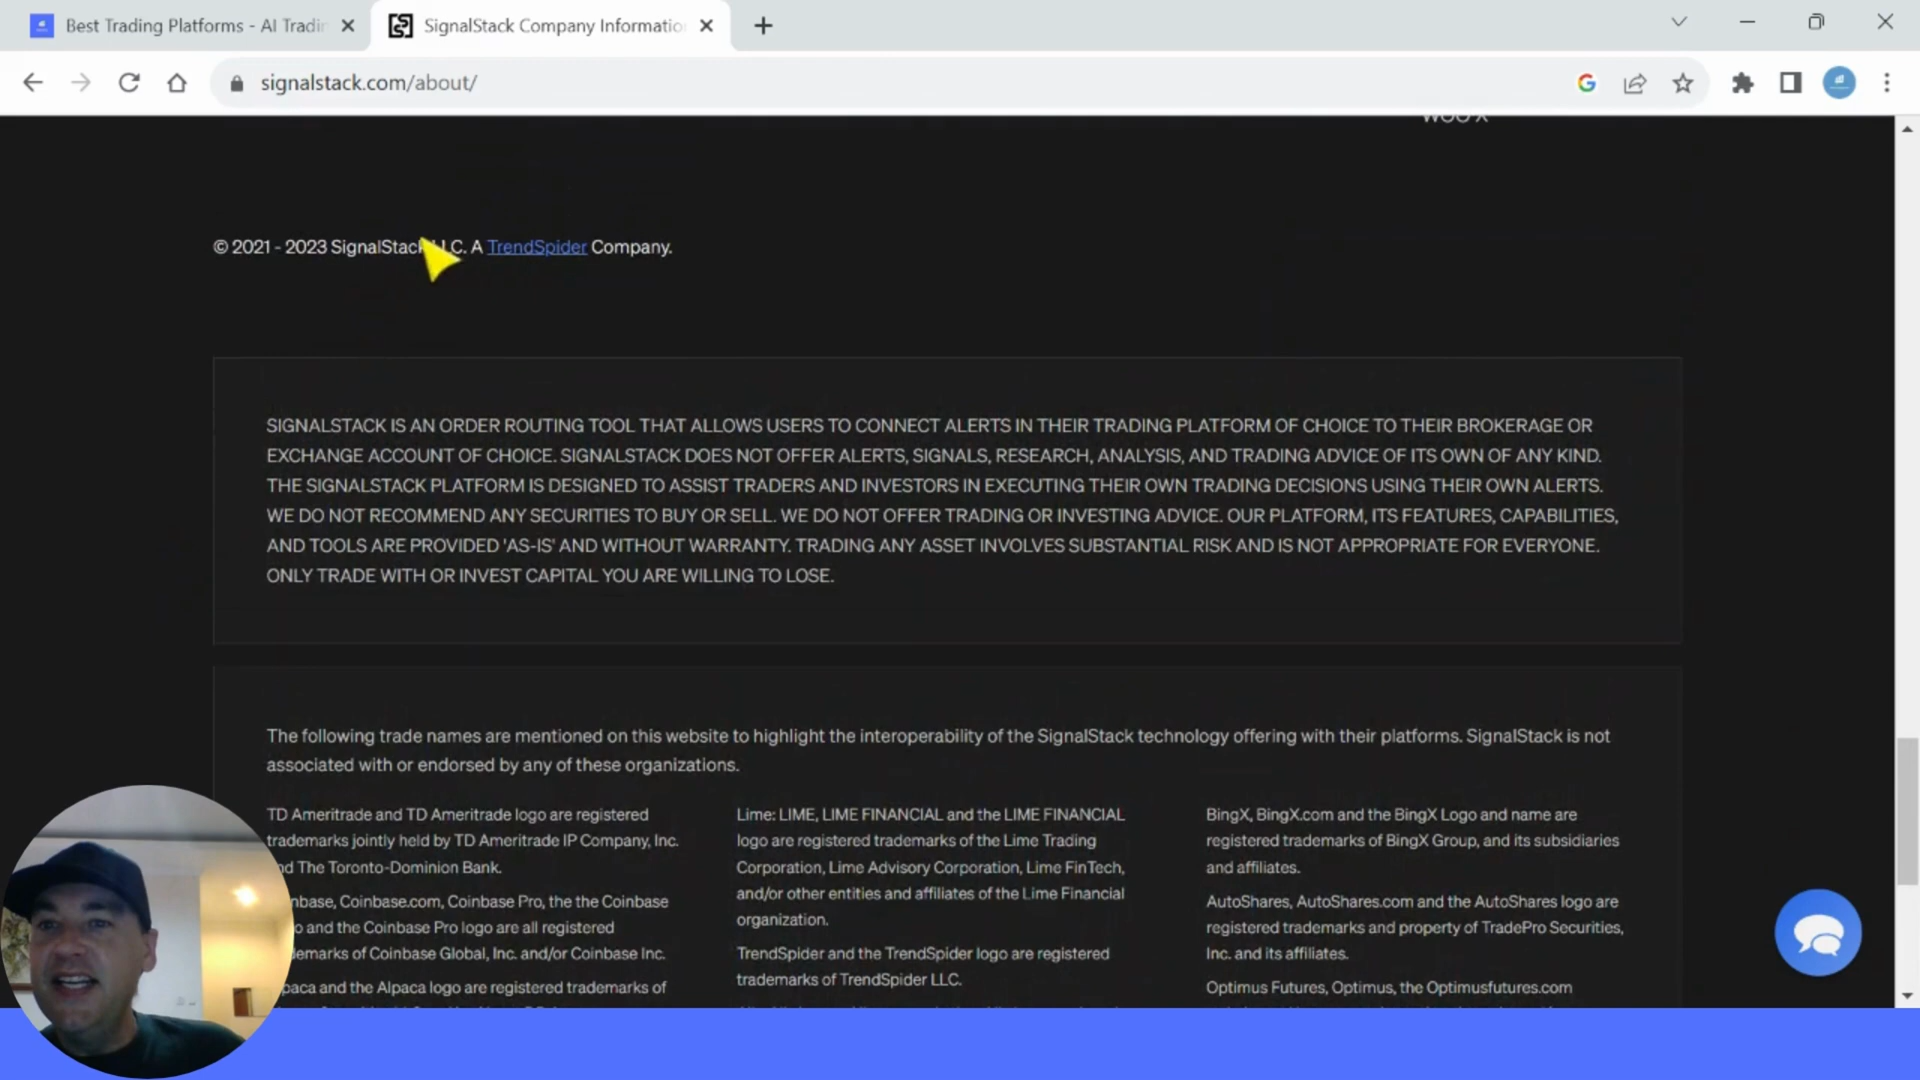 Best Trading Platforms - AI Tradin
SignalStack Company Informatio
signalstack.com/about/
WOO X
© 2021 - 2023 SignalStack LLC. A TrendSpider Company.
SIGNALSTACK IS AN ORDER ROUTING TOOL THAT ALLOWS USERS TO CONNECT ALERTS IN THEIR TRADING PLATFORM OF CHOICE TO THEIR BROKERAGE OR
EXCHANGE ACCOUNT OF CHOICE. SIGNALSTACK DOES NOT OFFER ALERTS, SIGNALS, RESEARCH, ANALYSIS, AND TRADING ADVICE OF ITS OWN OF ANY KIND.
THE SIGNALSTACK PLATFORM IS DESIGNED TO ASSIST TRADERS AND INVESTORS IN EXECUTING THEIR OWN TRADING DECISIONS USING THEIR OWN ALERTS.
WE DO NOT RECOMMEND ANY SECURITIES TO BUY OR SELL. WE DO NOT OFFER TRADING OR INVESTING ADVICE. OUR PLATFORM, ITS FEATURES, CAPABILITIES,
AND TOOLS ARE PROVIDED 'AS-IS' AND WITHOUT WARRANTY. TRADING ANY ASSET INVOLVES SUBSTANTIAL RISK AND IS NOT APPROPRIATE FOR EVERYONE.
ONLY TRADE WITH OR INVEST CAPITAL YOU ARE WILLING TO LOSE.
The following trade names are mentioned on this website to highlight the interoperability of the SignalStack technology offering with their platforms. SignalStack is not
associated with or endorsed by any of these organizations.
TD Ameritrade and TD Ameritrade logo are registered
trademarks jointly held by TD Ameritrade IP Company, Inc.
nd The Toronto-Dominion Bank.
nbase, Coinbase.com, Coinbase Pro, the the Coinbase
o and the Coinbase Pro logo are all registered
emarks of Coinbase Global, Inc. and/or Coinbase Inc.
paca and the Alpaca logo are registered trademarks of
Lime: LIME, LIME FINANCIAL and the LIME FINANCIAL
logo are registered trademarks of the Lime Trading
Corporation, Lime Advisory Corporation, Lime FinTech,
and/or other entities and affiliates of the Lime Financial
organization.
TrendSpider and the TrendSpider logo are registered
trademarks of TrendSpider LLC.
BingX, BingX.com and the BingX Logo and name are
registered trademarks of BingX Group, and its subsidiaries
and affiliates.
AutoShares, AutoShares.com and the AutoShares logo are
registered trademarks and property of TradePro Securities,
Inc. and its affiliates.
Optimus Futures, Optimus, the Optimusfutures.com